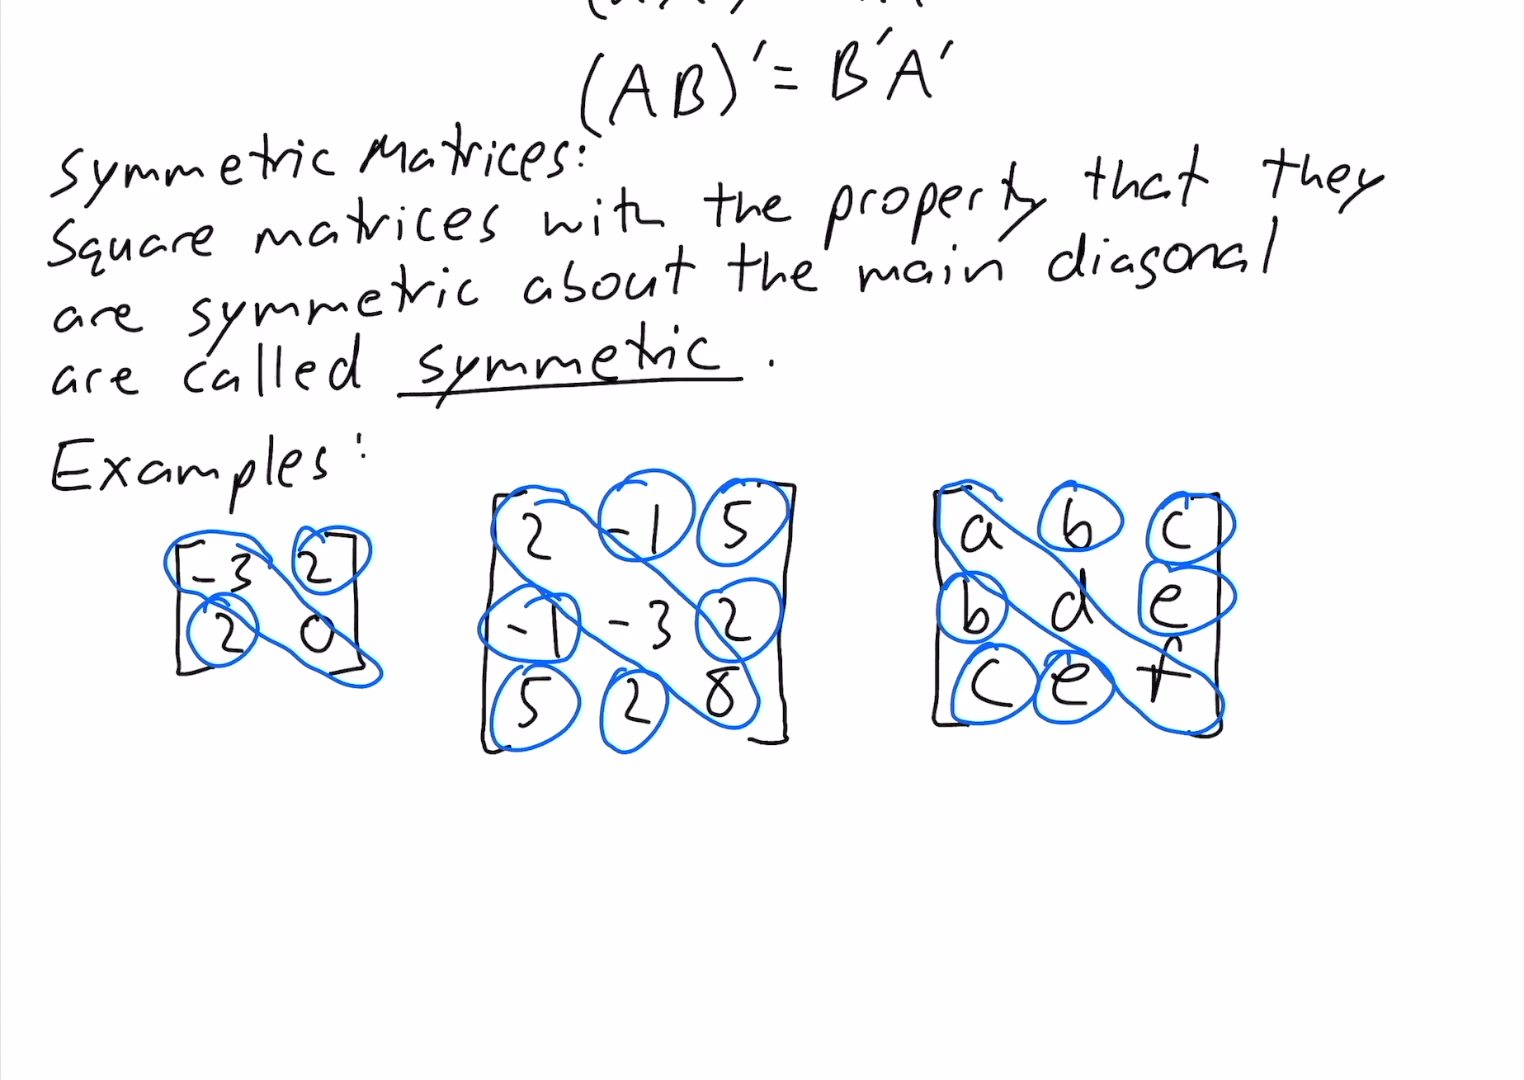 (AB)'= B'A'
Symmetric Matrices:
Square matrices with the property that they
are symmetric about the main diagonal
are called symmetric.
Examples:
-3 2
2 0
2 -1 5
-1 -3 2
5 2 8
a b c
b d e
c e f